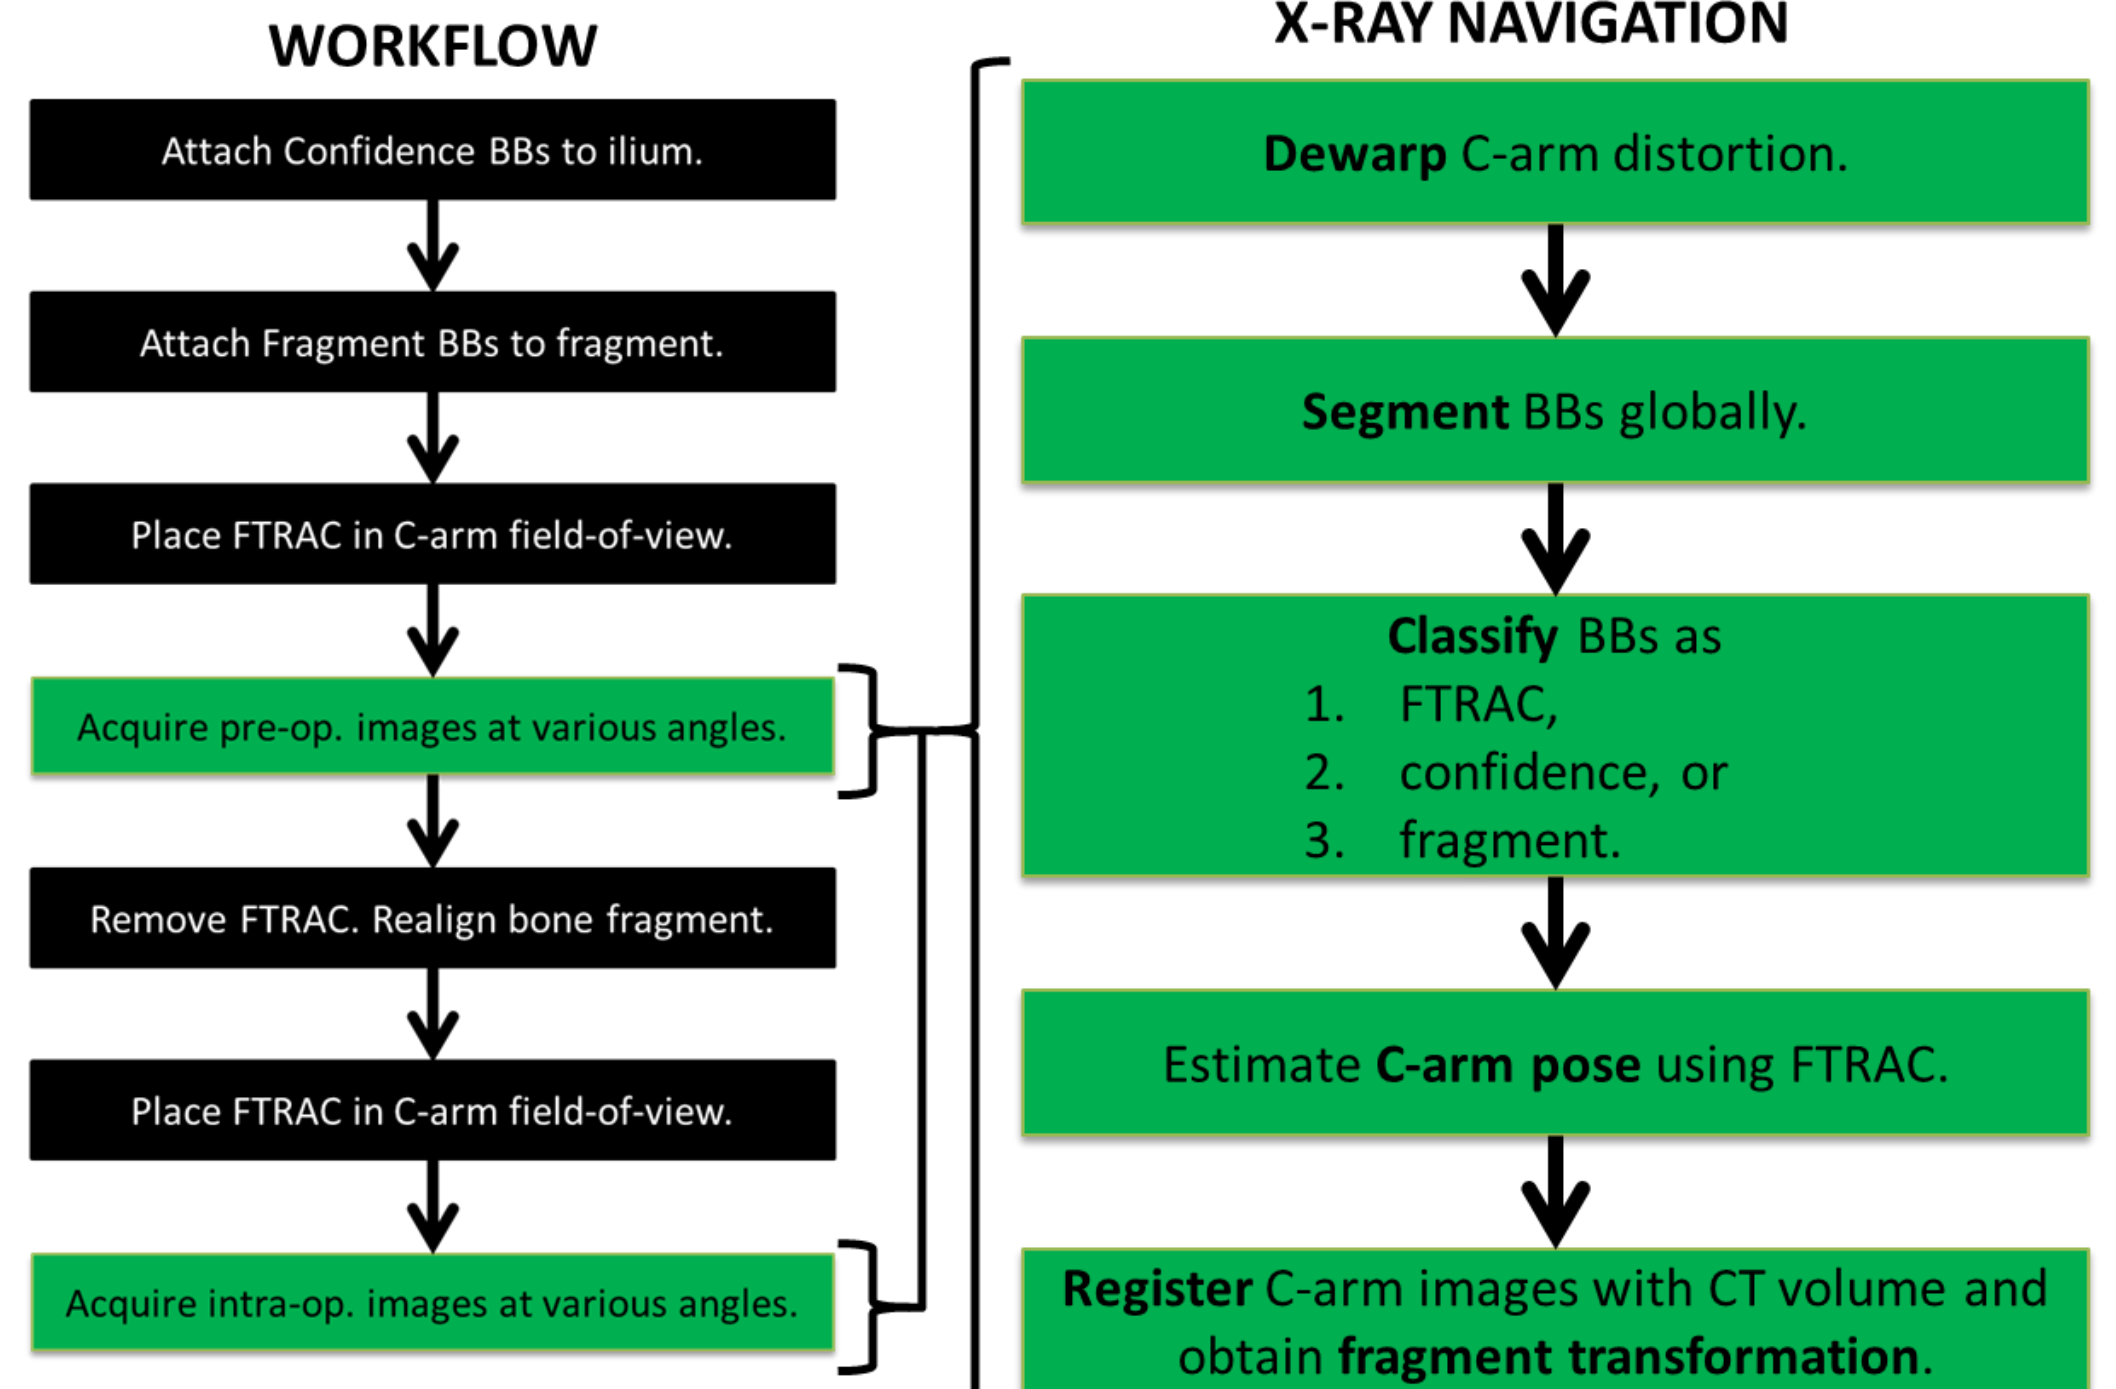 WORKFLOW
Attach Confidence BBs to ilium.
Attach Fragment BBs to fragment.
Place FTRAC in C-arm field-of-view.
Acquire pre-op. images at various angles.
Remove FTRAC. Realign bone fragment.
Place FTRAC in C-arm field-of-view.
Acquire intra-op. images at various angles.
X-RAY NAVIGATION
Dewarp C-arm distortion.
Segment BBs globally.
Classify BBs as
1. FTRAC,
2. confidence, or
3. fragment.
Estimate C-arm pose using FTRAC.
Register C-arm images with CT volume and
obtain fragment transformation.